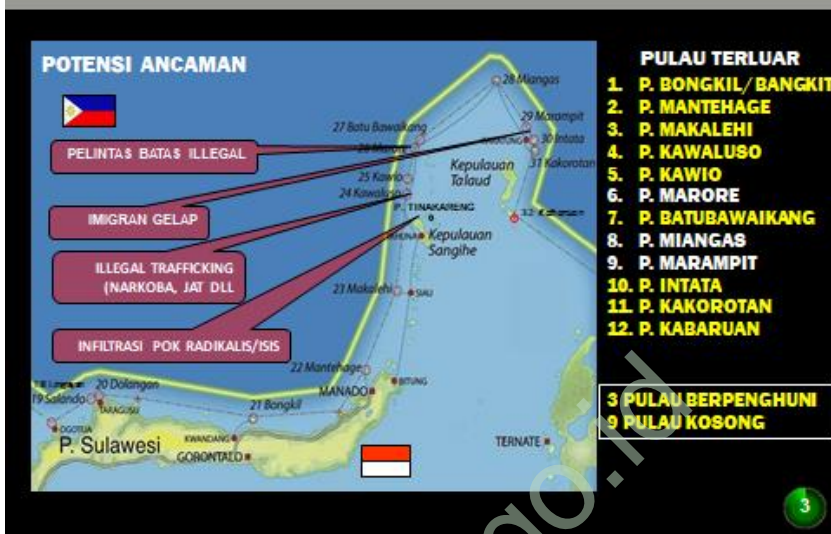 POTENSI ANCAMAN
PELINTAS BATAS ILLEGAL
IMIGRAN GELAP
ILLEGAL TRAFFICKING
(NARKOBA, JAT DLL
INFILTRASI POK RADIKALIS/ISIS
28 Miangas
29 Marampit
27 Batu Bawaikang
30 Intata
31 Kakorotan
Kepulauan
Talaud
25 Kawio
24 Kawaluso
P. TINAKARENG
Kepulauan
Sangihe
23 Makalehi
SIAU
22 Mantehage
MANADO
BITUNG
20 Dolangan
19 Salando
21 Bongkil
OGOTUA
P. Sulawesi
KWANDANG
GORONTALO
TERNATE
PULAU TERLUAR
1. P. BONGKIL/BANGKIT
2. P. MANTEHAGE
3. P. MAKALEHI
4. P. KAWALUSO
5. P. KAWIO
6. P. MARORE
7. P. BATUBAWAIKANG
8. P. MIANGAS
9. P. MARAMPIT
10. P. INTATA
11. P. KAKOROTAN
12. P. KABARUAN
3 PULAU BERPENGHUNI
9 PULAU KOSONG
3
go.id